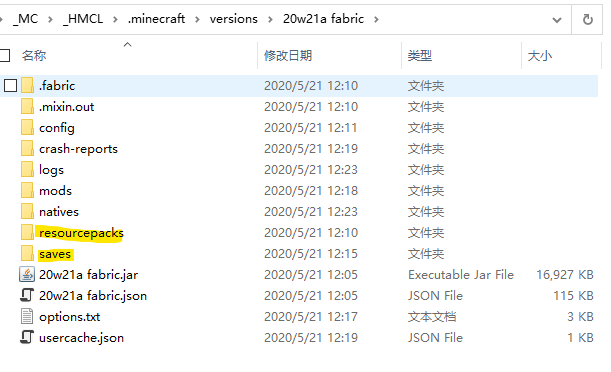 _MC > _HMCL > .minecraft > versions > 20w21a fabric >
名称 修改日期 类型 大小
.fabric 2020/5/21 12:10 文件夹
.mixin.out 2020/5/21 12:10 文件夹
config 2020/5/21 12:11 文件夹
crash-reports 2020/5/21 12:19 文件夹
logs 2020/5/21 12:23 文件夹
mods 2020/5/21 12:18 文件夹
natives 2020/5/21 12:23 文件夹
resourcepacks 2020/5/21 12:10 文件夹
saves 2020/5/21 12:15 文件夹
20w21a fabric.jar 2020/5/21 12:05 Executable Jar File 16,927 KB
20w21a fabric.json 2020/5/21 12:05 JSON File 115 KB
options.txt 2020/5/21 12:17 文本文档 3 KB
usercache.json 2020/5/21 12:19 JSON File 1 KB